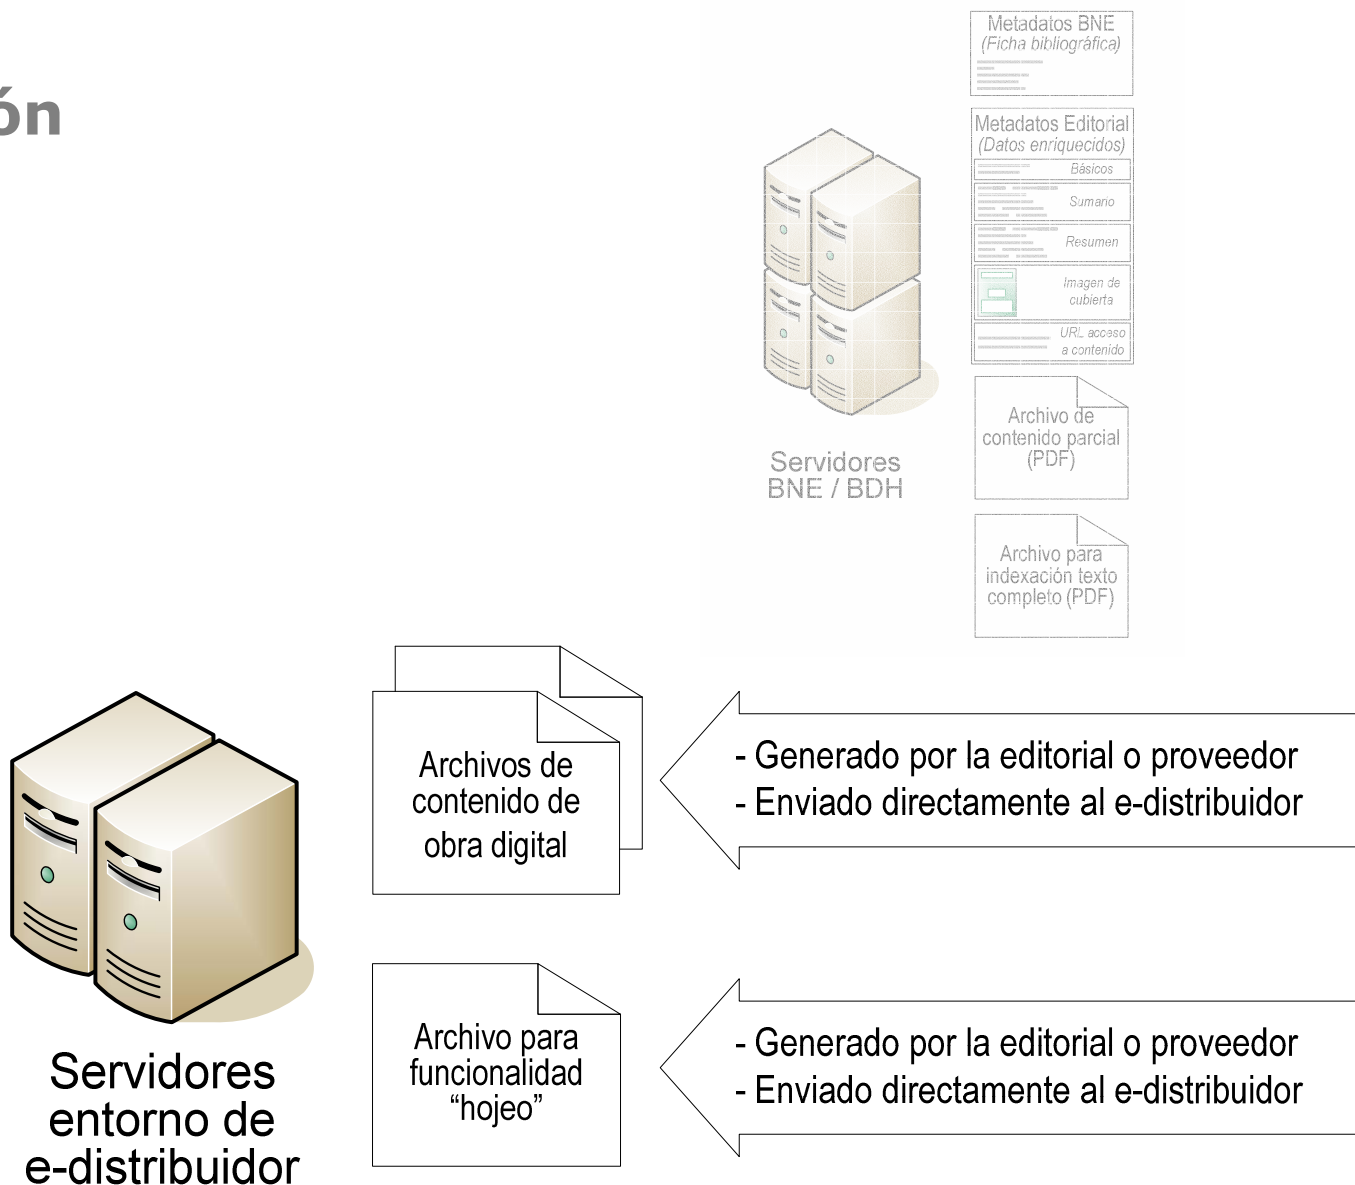 ón
Metadatos BNE
(Ficha bibliográfica)
Metadatos Editorial
(Datos enriquecidos)
Básicos
Sumario
Resumen
Imagen de
cubierta
URL acceso
a contenido
Servidores
BNE / BDH
Archivo de
contenido parcial
(PDF)
Archivo para
indexación texto
completo (PDF)
Servidores
entorno de
e-distribuidor
Archivos de
contenido de
obra digital
- Generado por la editorial o proveedor
- Enviado directamente al e-distribuidor
Archivo para
funcionalidad
“hojeo”
- Generado por la editorial o proveedor
- Enviado directamente al e-distribuidor